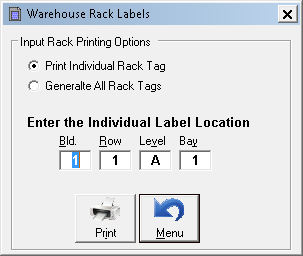 Warehouse Rack Labels
Input Rack Printing Options
Print Individual Rack Tag
Generalte All Rack Tags
Enter the Individual Label Location
Bld. Row Level Bay
1 1 A 1
Print Menu